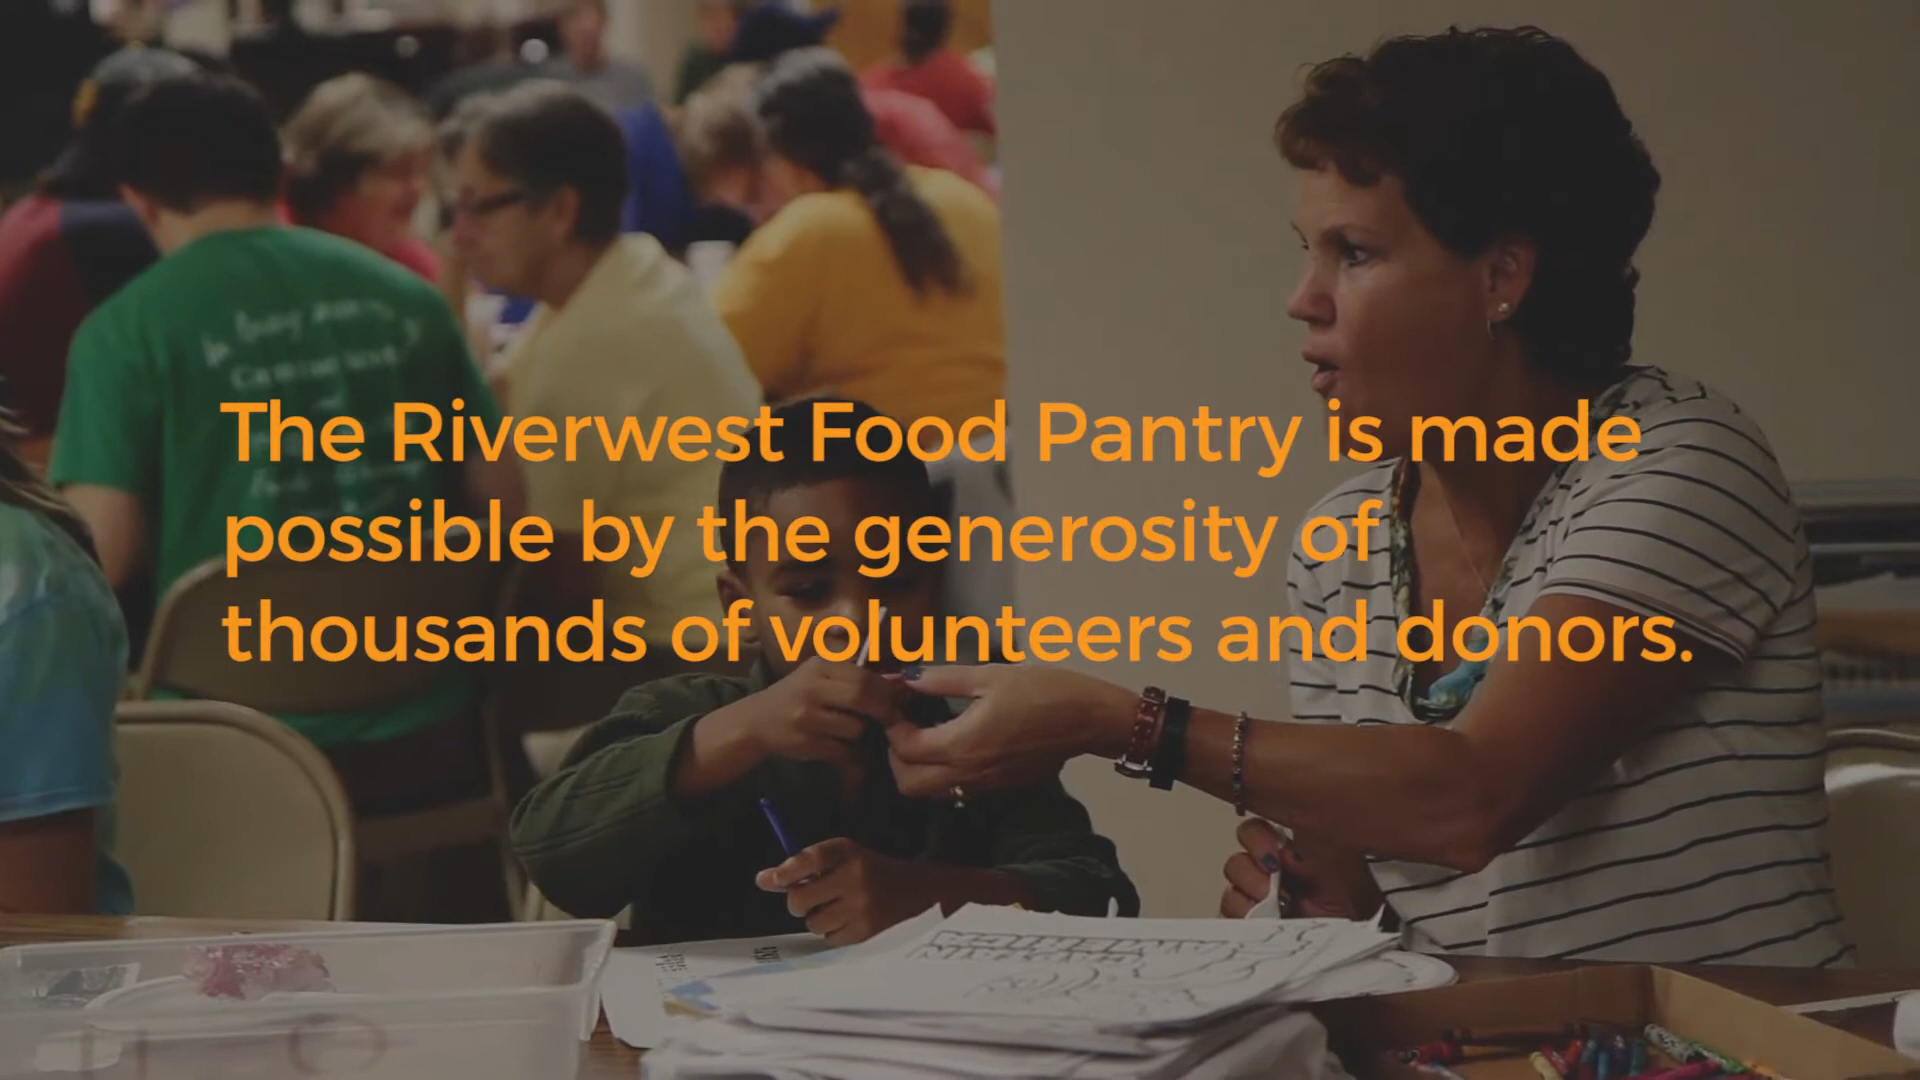 The Riverwest Food Pantry is made
possible by the generosity of
thousands of volunteers and donors.